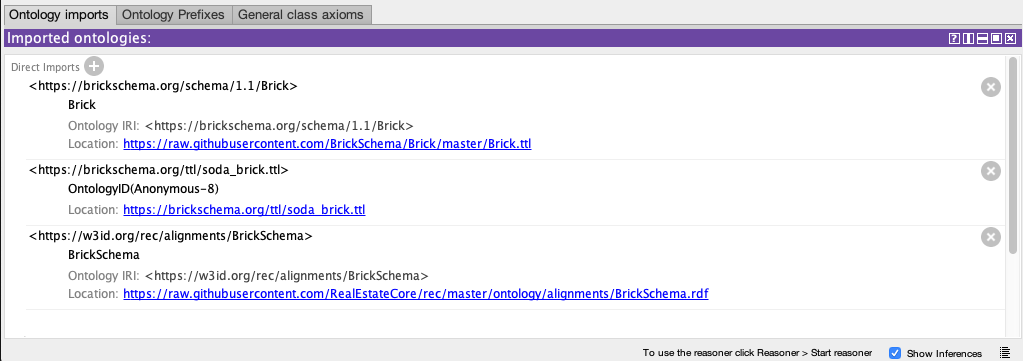 Ontology imports Ontology Prefixes General class axioms
Imported ontologies:
Direct Imports
<https://brickschema.org/schema/1.1/Brick>
Brick
Ontology IRI: <https://brickschema.org/schema/1.1/Brick>
Location: https://raw.githubusercontent.com/BrickSchema/Brick/master/Brick.ttl
<https://brickschema.org/ttl/soda_brick.ttl>
OntologyID(Anonymous-8)
Location: https://brickschema.org/ttl/soda_brick.ttl
<https://w3id.org/rec/alignments/BrickSchema>
BrickSchema
Ontology IRI: <https://w3id.org/rec/alignments/BrickSchema>
Location: https://raw.githubusercontent.com/RealEstateCore/rec/master/ontology/alignments/BrickSchema.rdf
To use the reasoner click Reasoner > Start reasoner Show Inferences